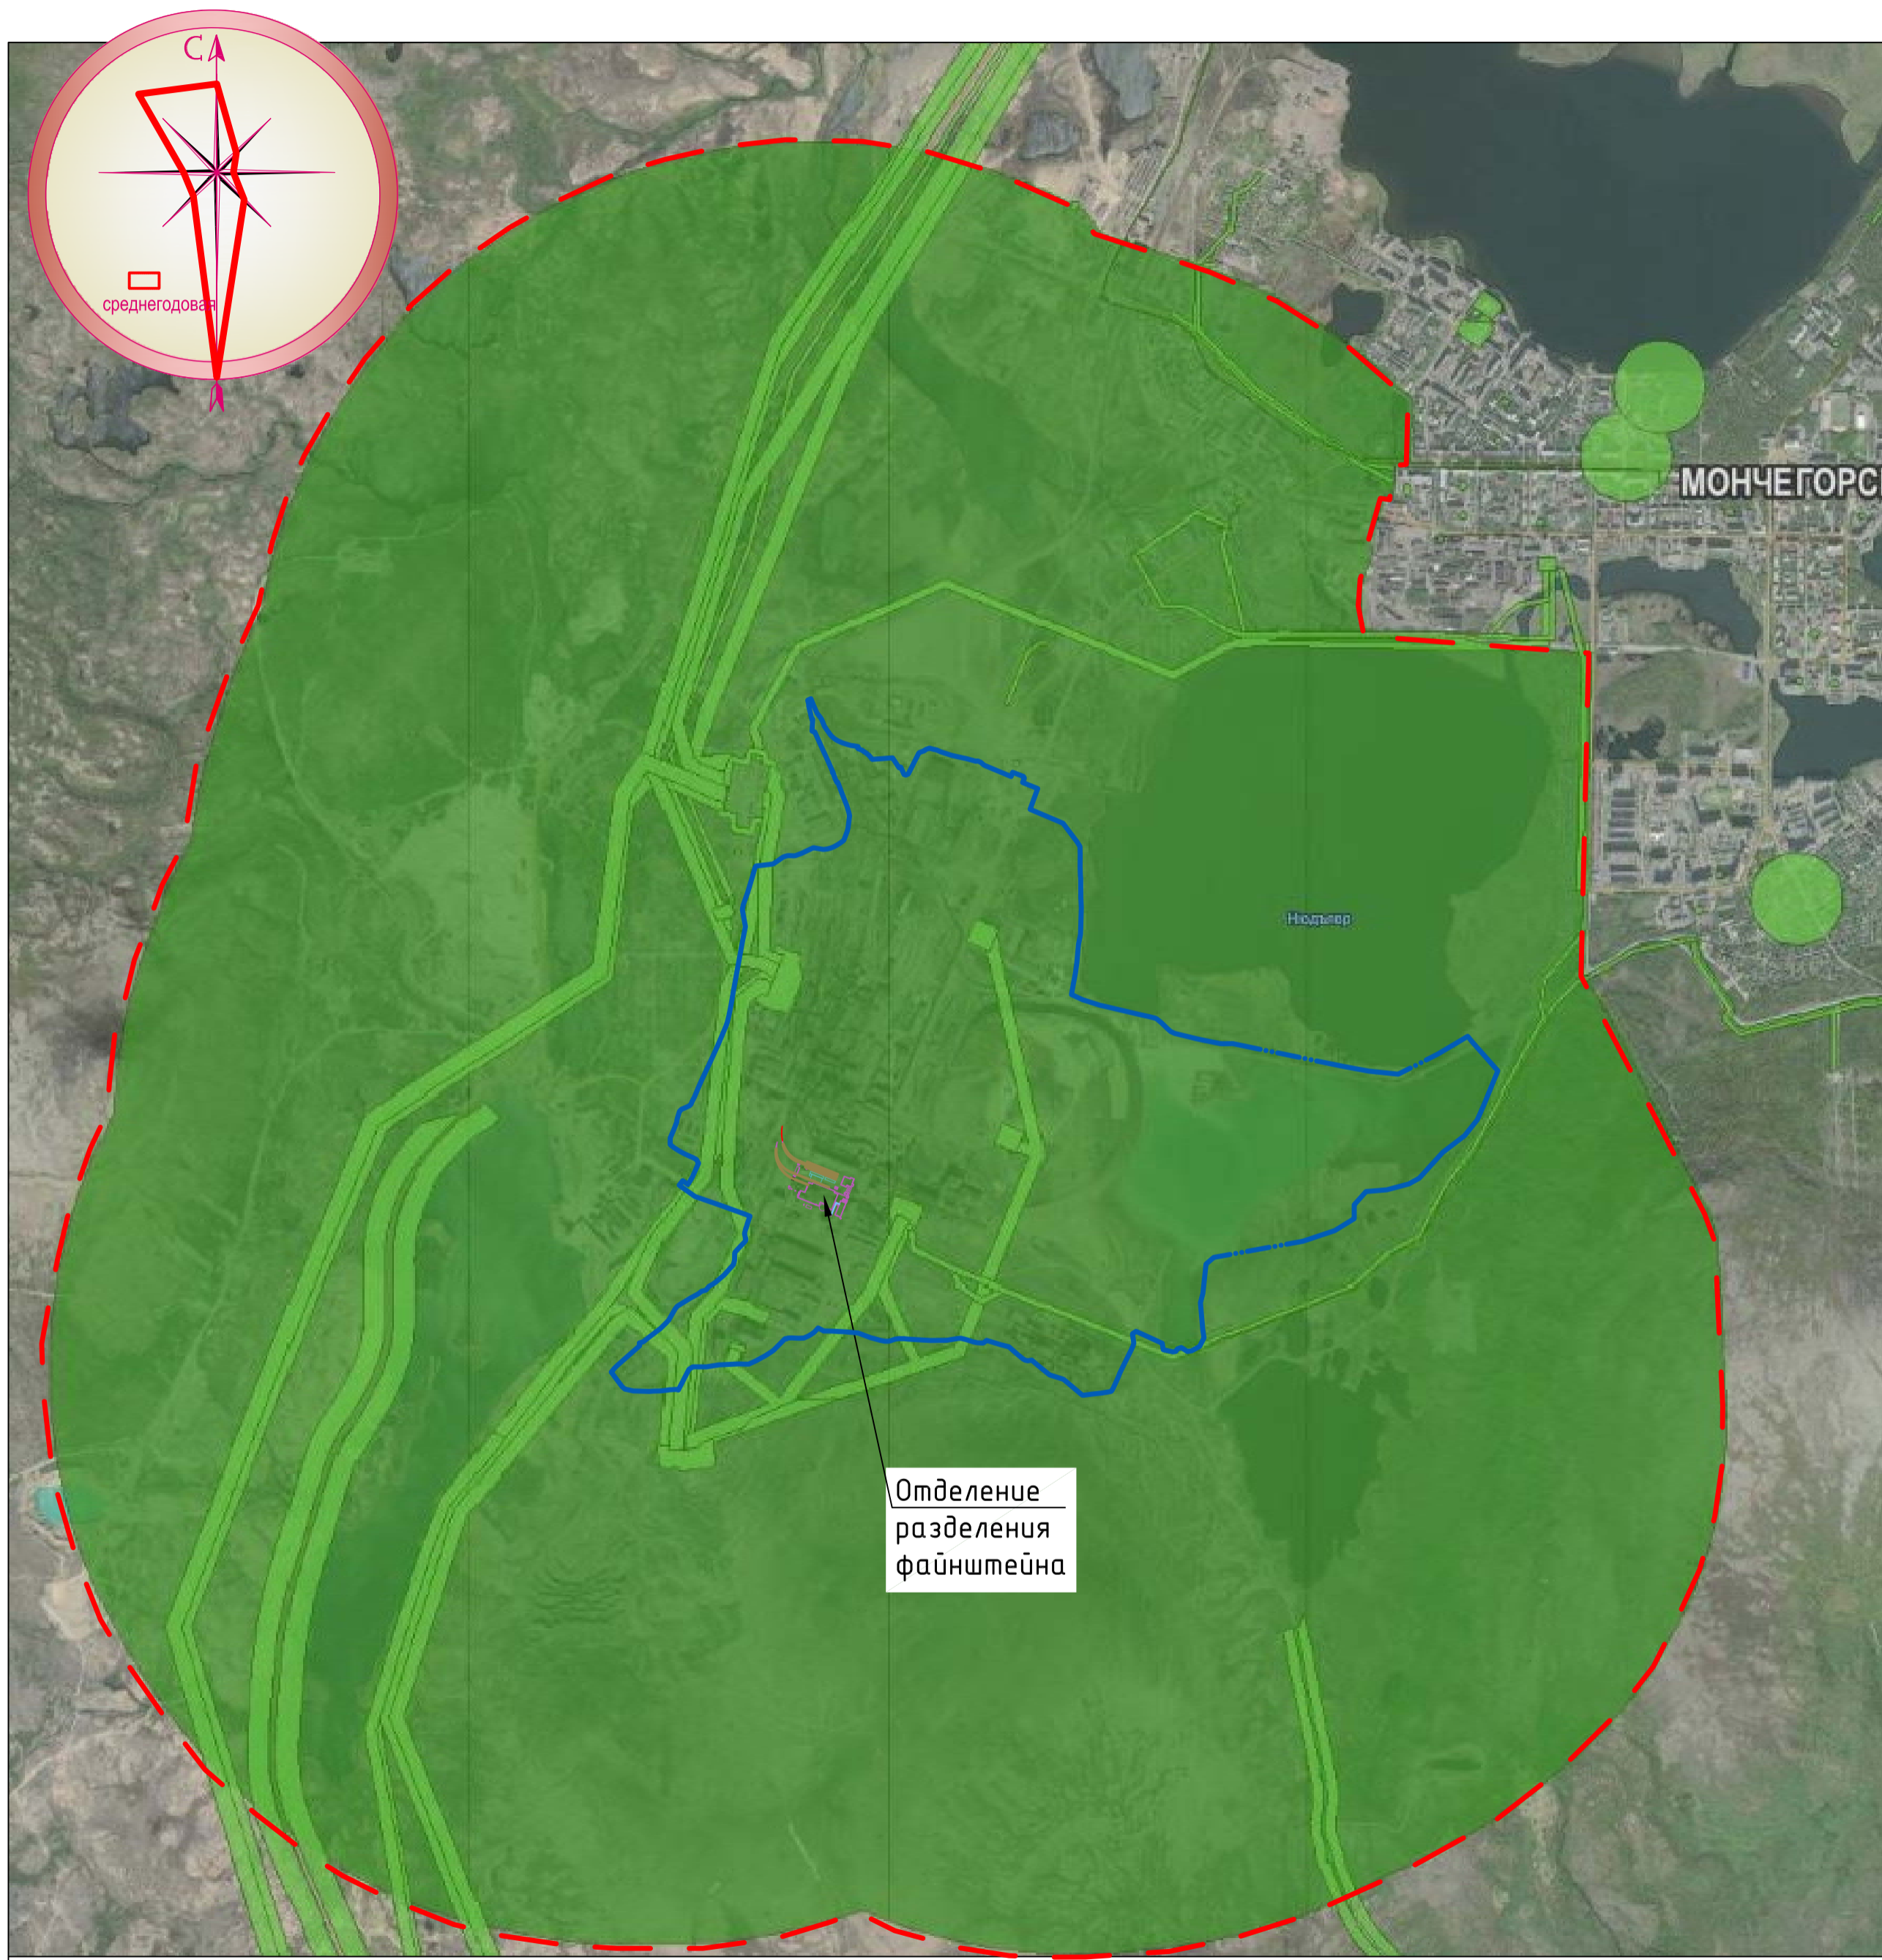 С
среднегодовая
МОНЧЕГОРС
Нюдъявр
Отделение
разделения
файнштейна